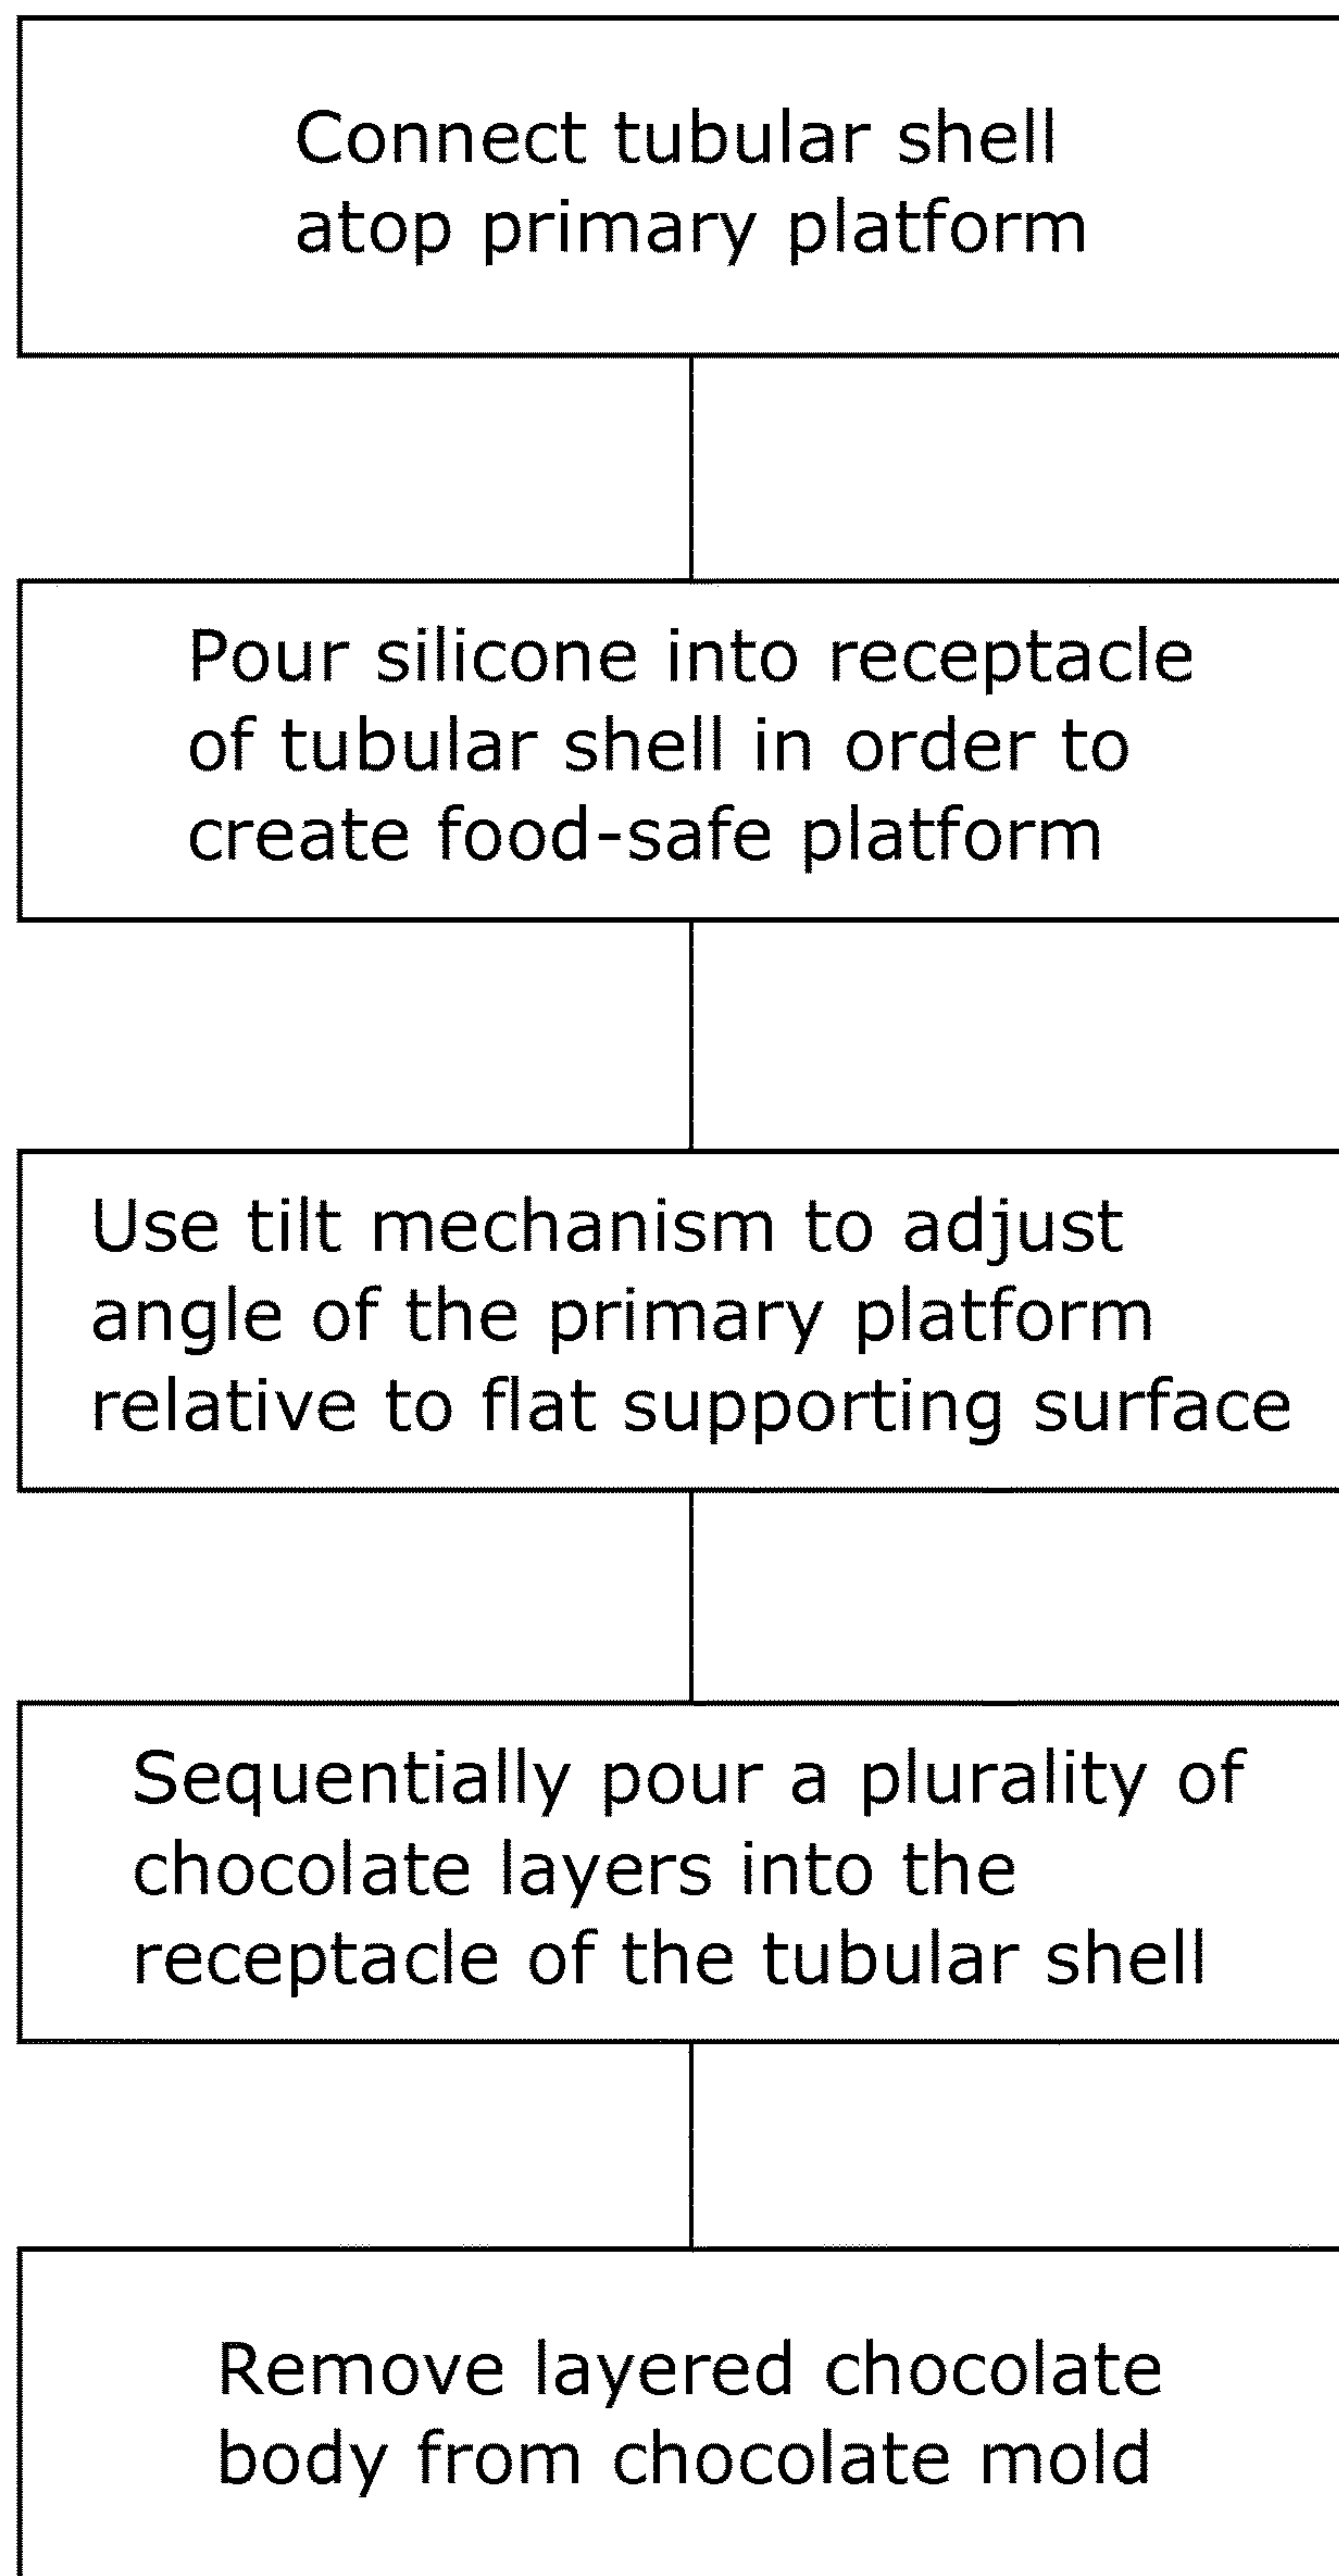 Connect tubular shell
atop primary platform
Pour silicone into receptacle
of tubular shell in order to
create food-safe platform
Use tilt mechanism to adjust
angle of the primary platform
relative to flat supporting surface
Sequentially pour a plurality of
chocolate layers into the
receptacle of the tubular shell
Remove layered chocolate
body from chocolate mold